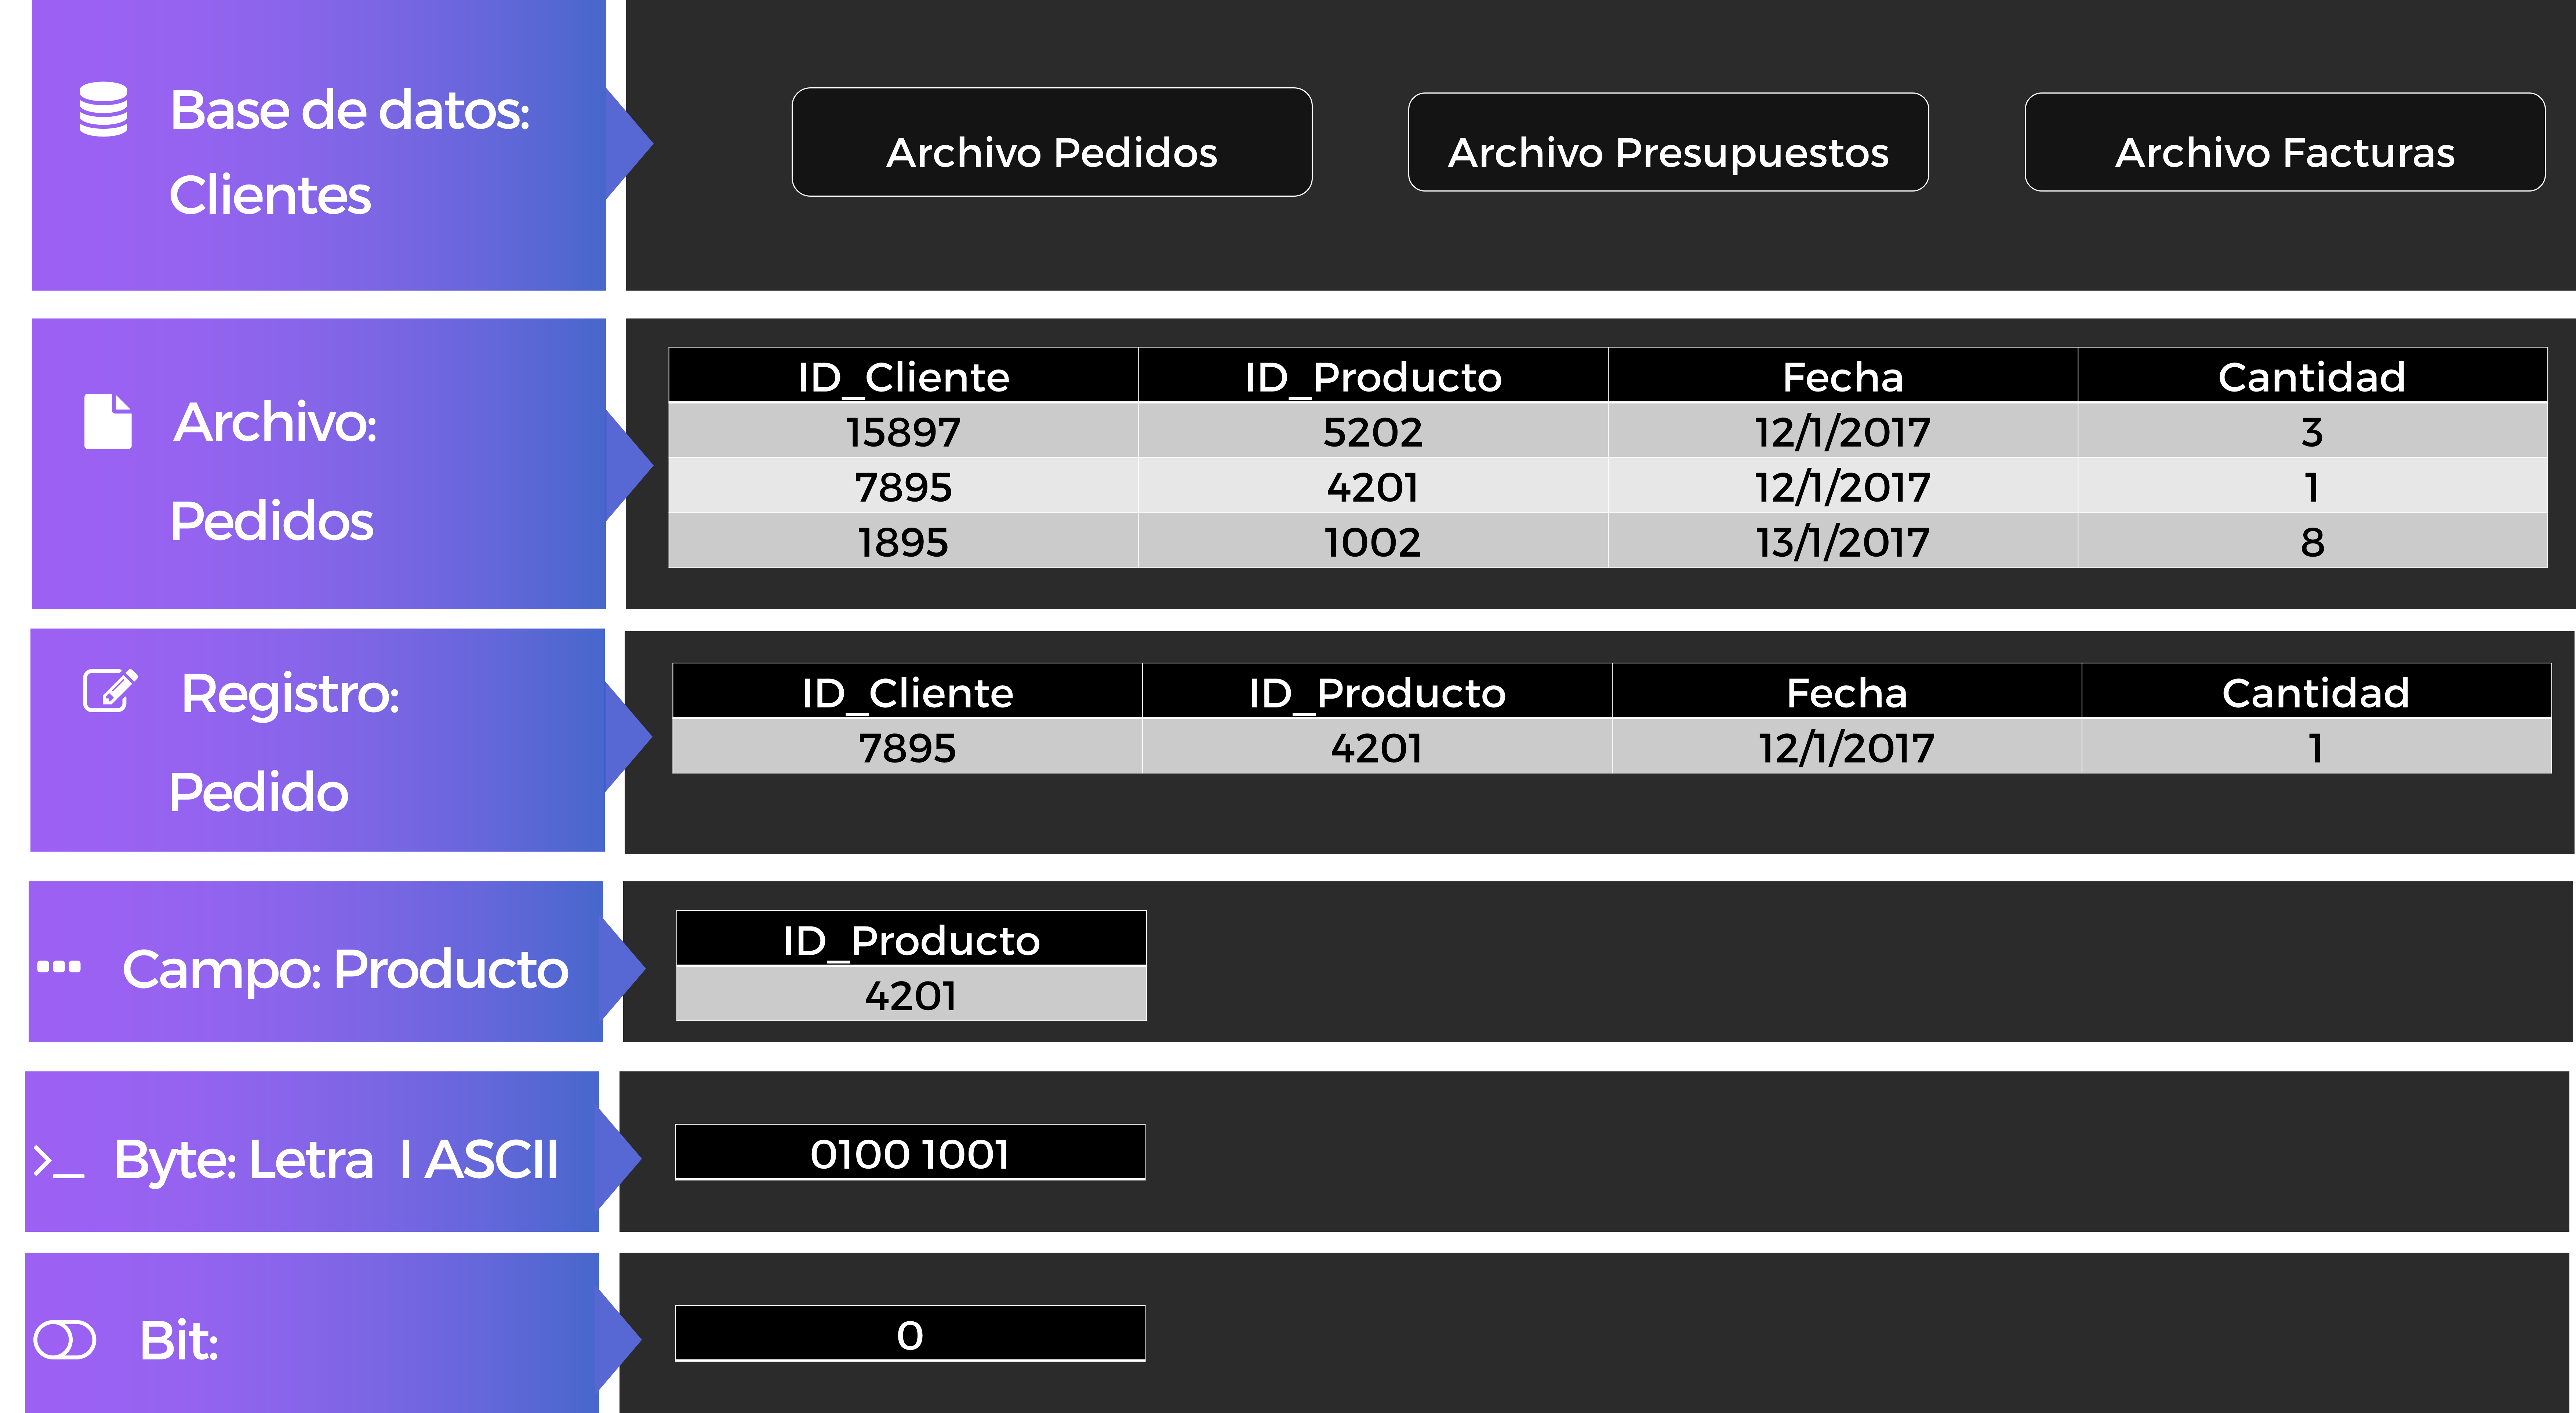 Base de datos:
Clientes
Archivo Pedidos
Archivo Presupuestos
Archivo Facturas
Archivo:
Pedidos
ID_Cliente ID_Producto Fecha Cantidad
15897 5202 12/1/2017 3
7895 4201 12/1/2017 1
1895 1002 13/1/2017 8
Registro:
Pedido
ID_Cliente ID_Producto Fecha Cantidad
7895 4201 12/1/2017 1
Campo: Producto
ID_Producto
4201
Byte: Letra I ASCII
0100 1001
Bit:
0